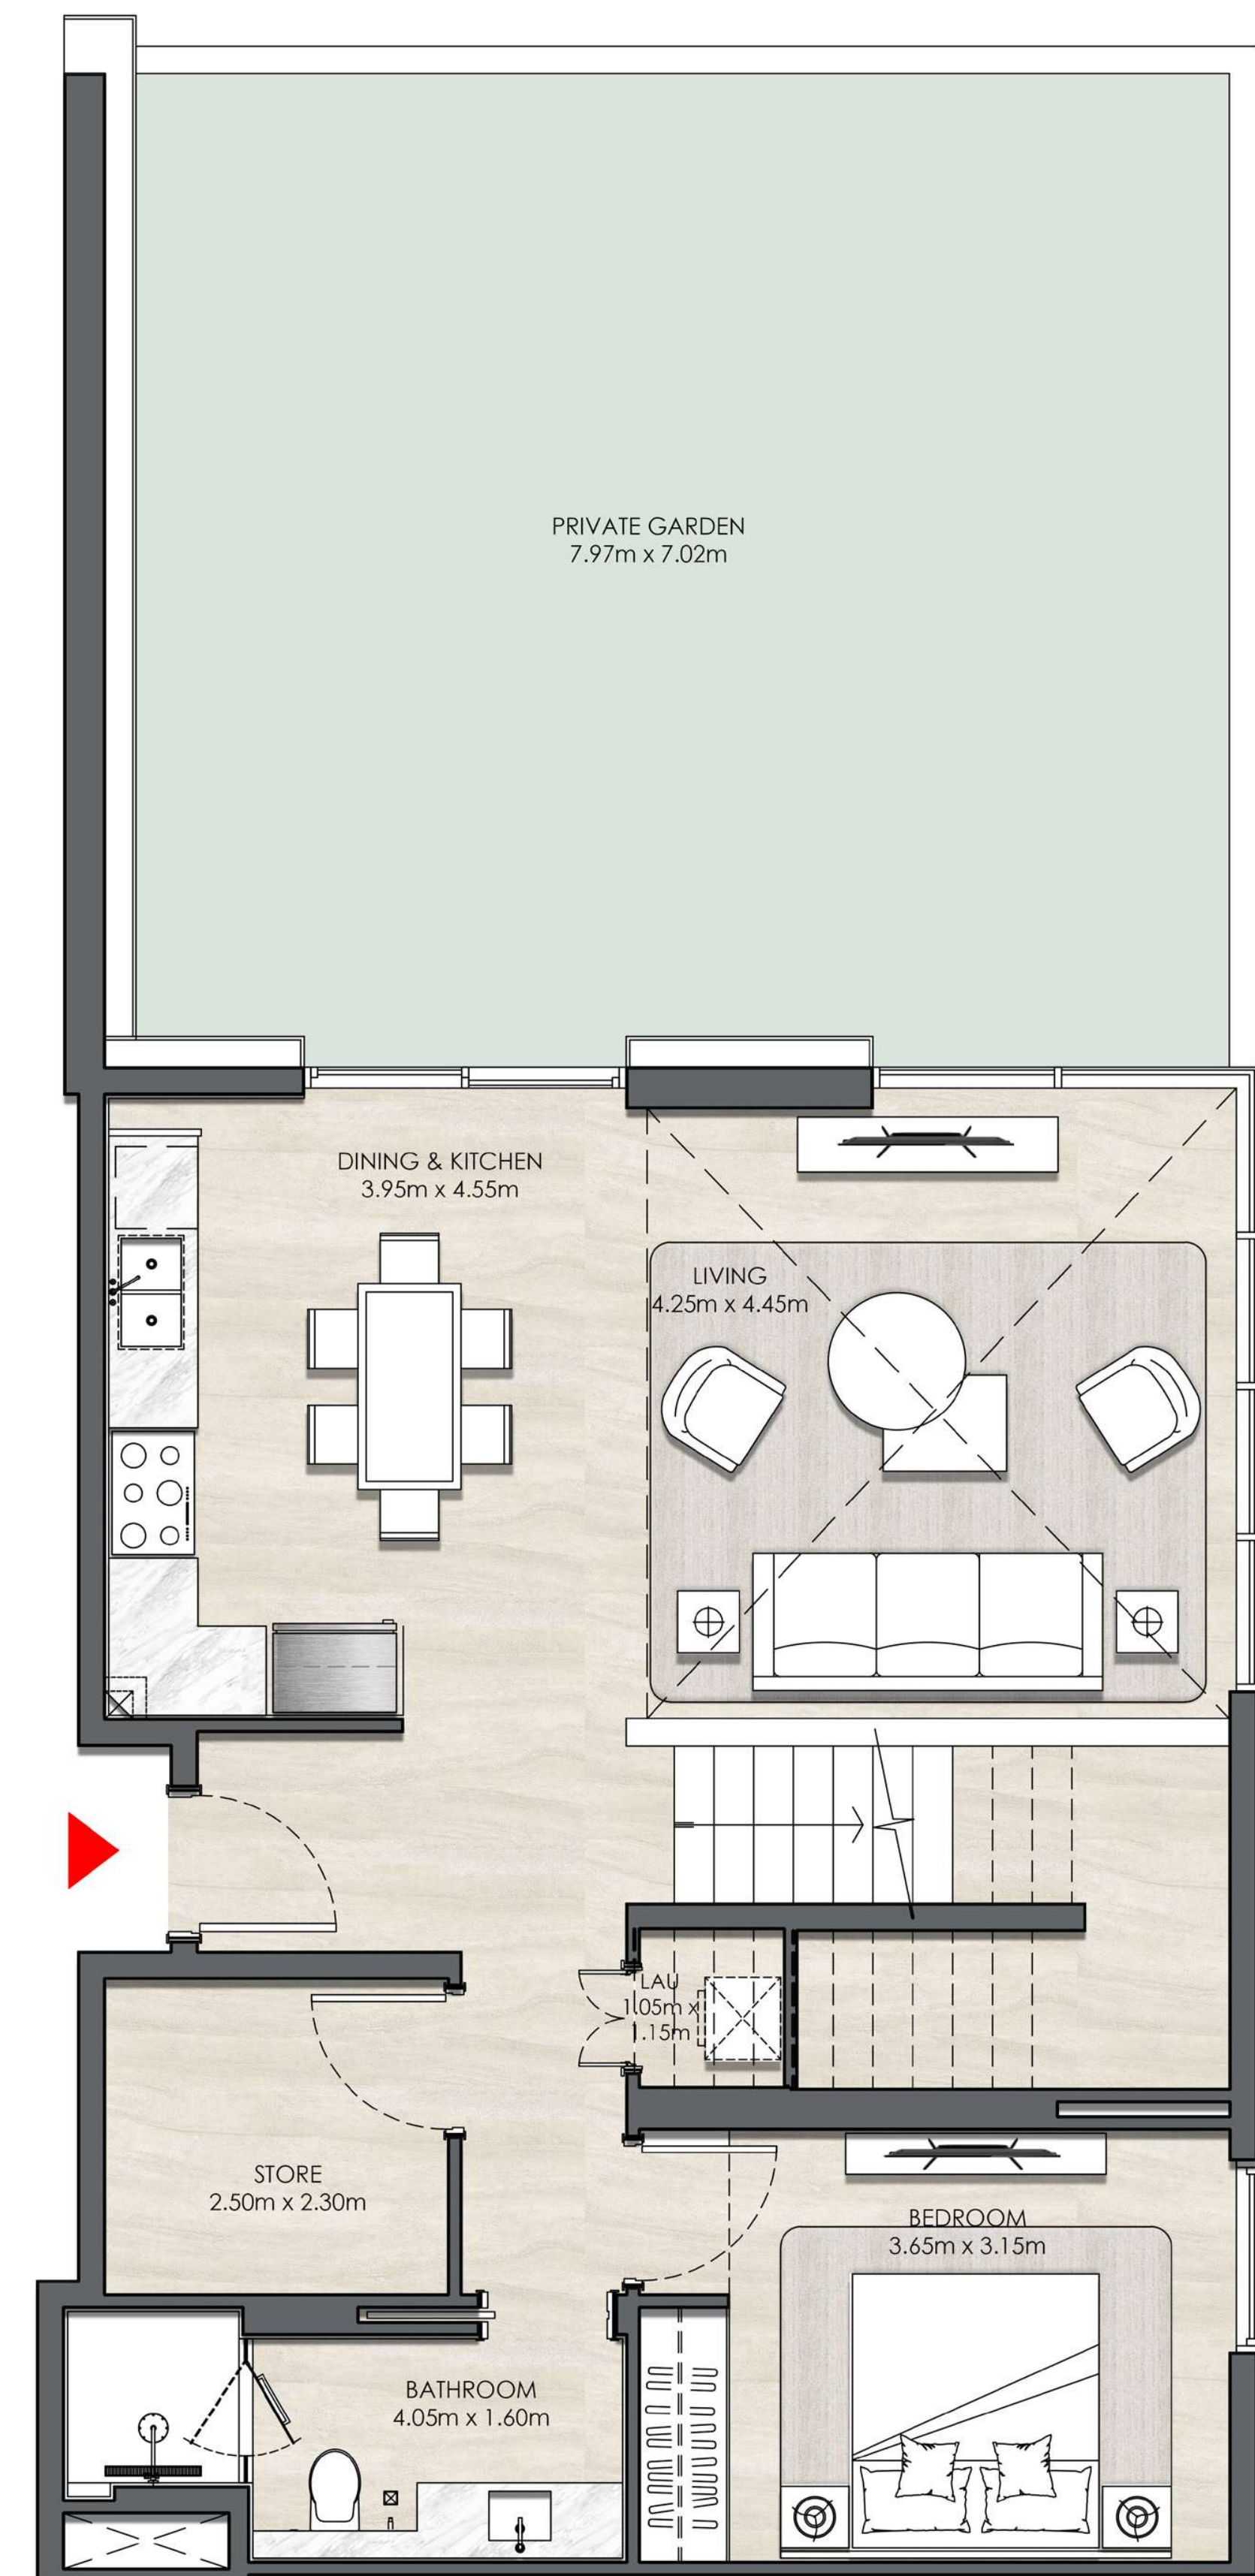 PRIVATE GARDEN
7.97m x 7.02m
DINING & KITCHEN
3.95m x 4.55m
LIVING
4.25m x 4.45m
LAU
1.05m x
1.15m
STORE
2.50m x 2.30m
BEDROOM
3.65m x 3.15m
BATHROOM
4.05m x 1.60m